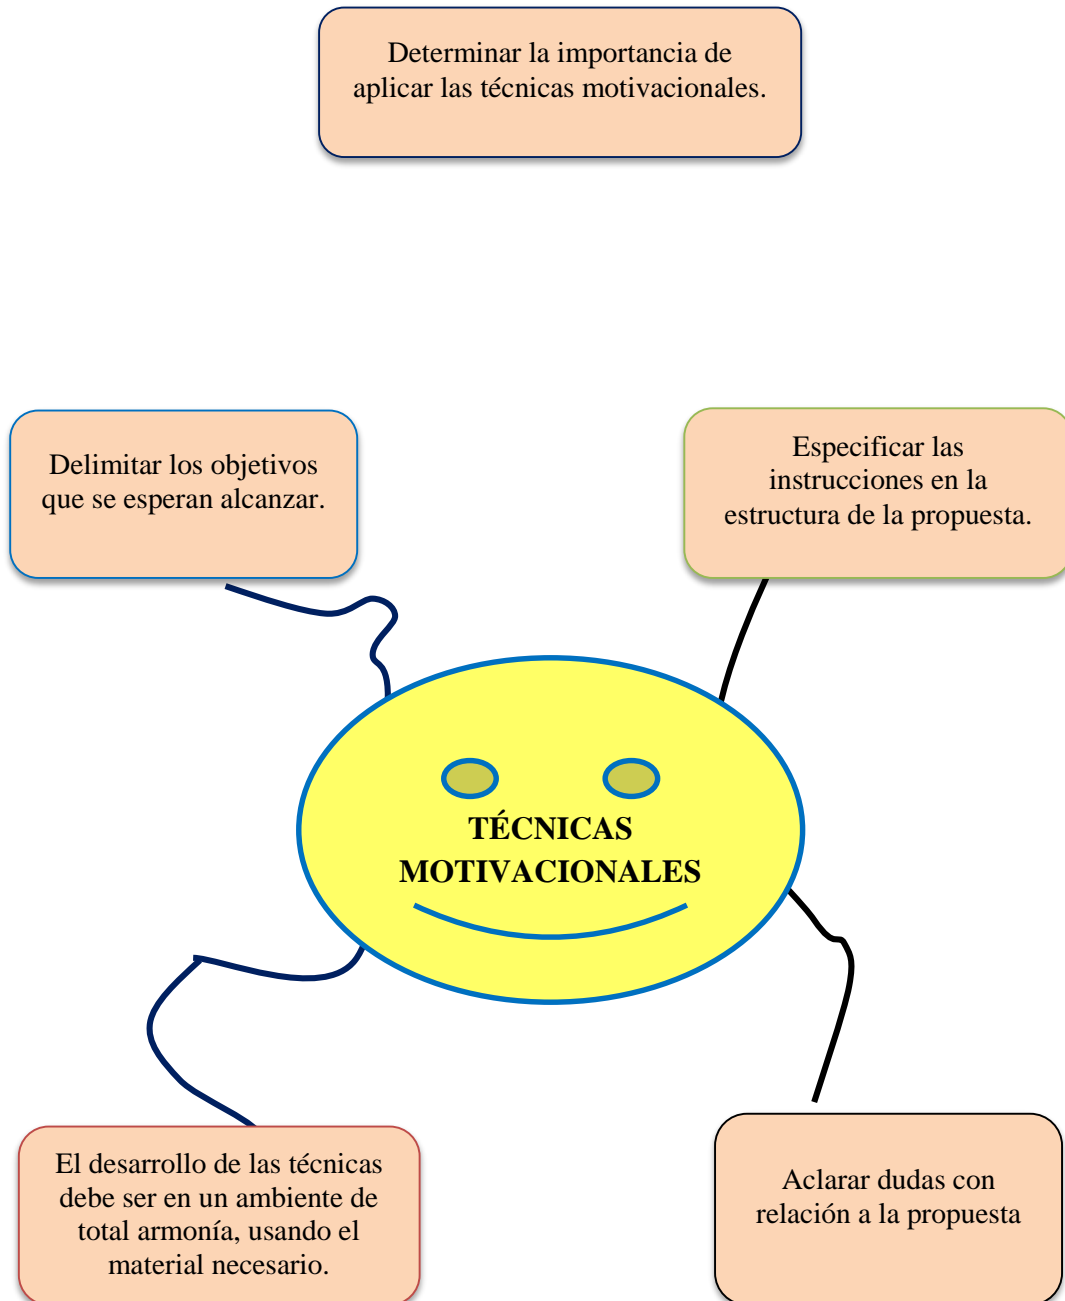 Determinar la importancia de
aplicar las técnicas motivacionales.
Delimitar los objetivos
que se esperan alcanzar.
Especificar las
instrucciones en la
estructura de la propuesta.
TÉCNICAS
MOTIVACIONALES
El desarrollo de las técnicas
debe ser en un ambiente de
total armonía, usando el
material necesario.
Aclarar dudas con
relación a la propuesta